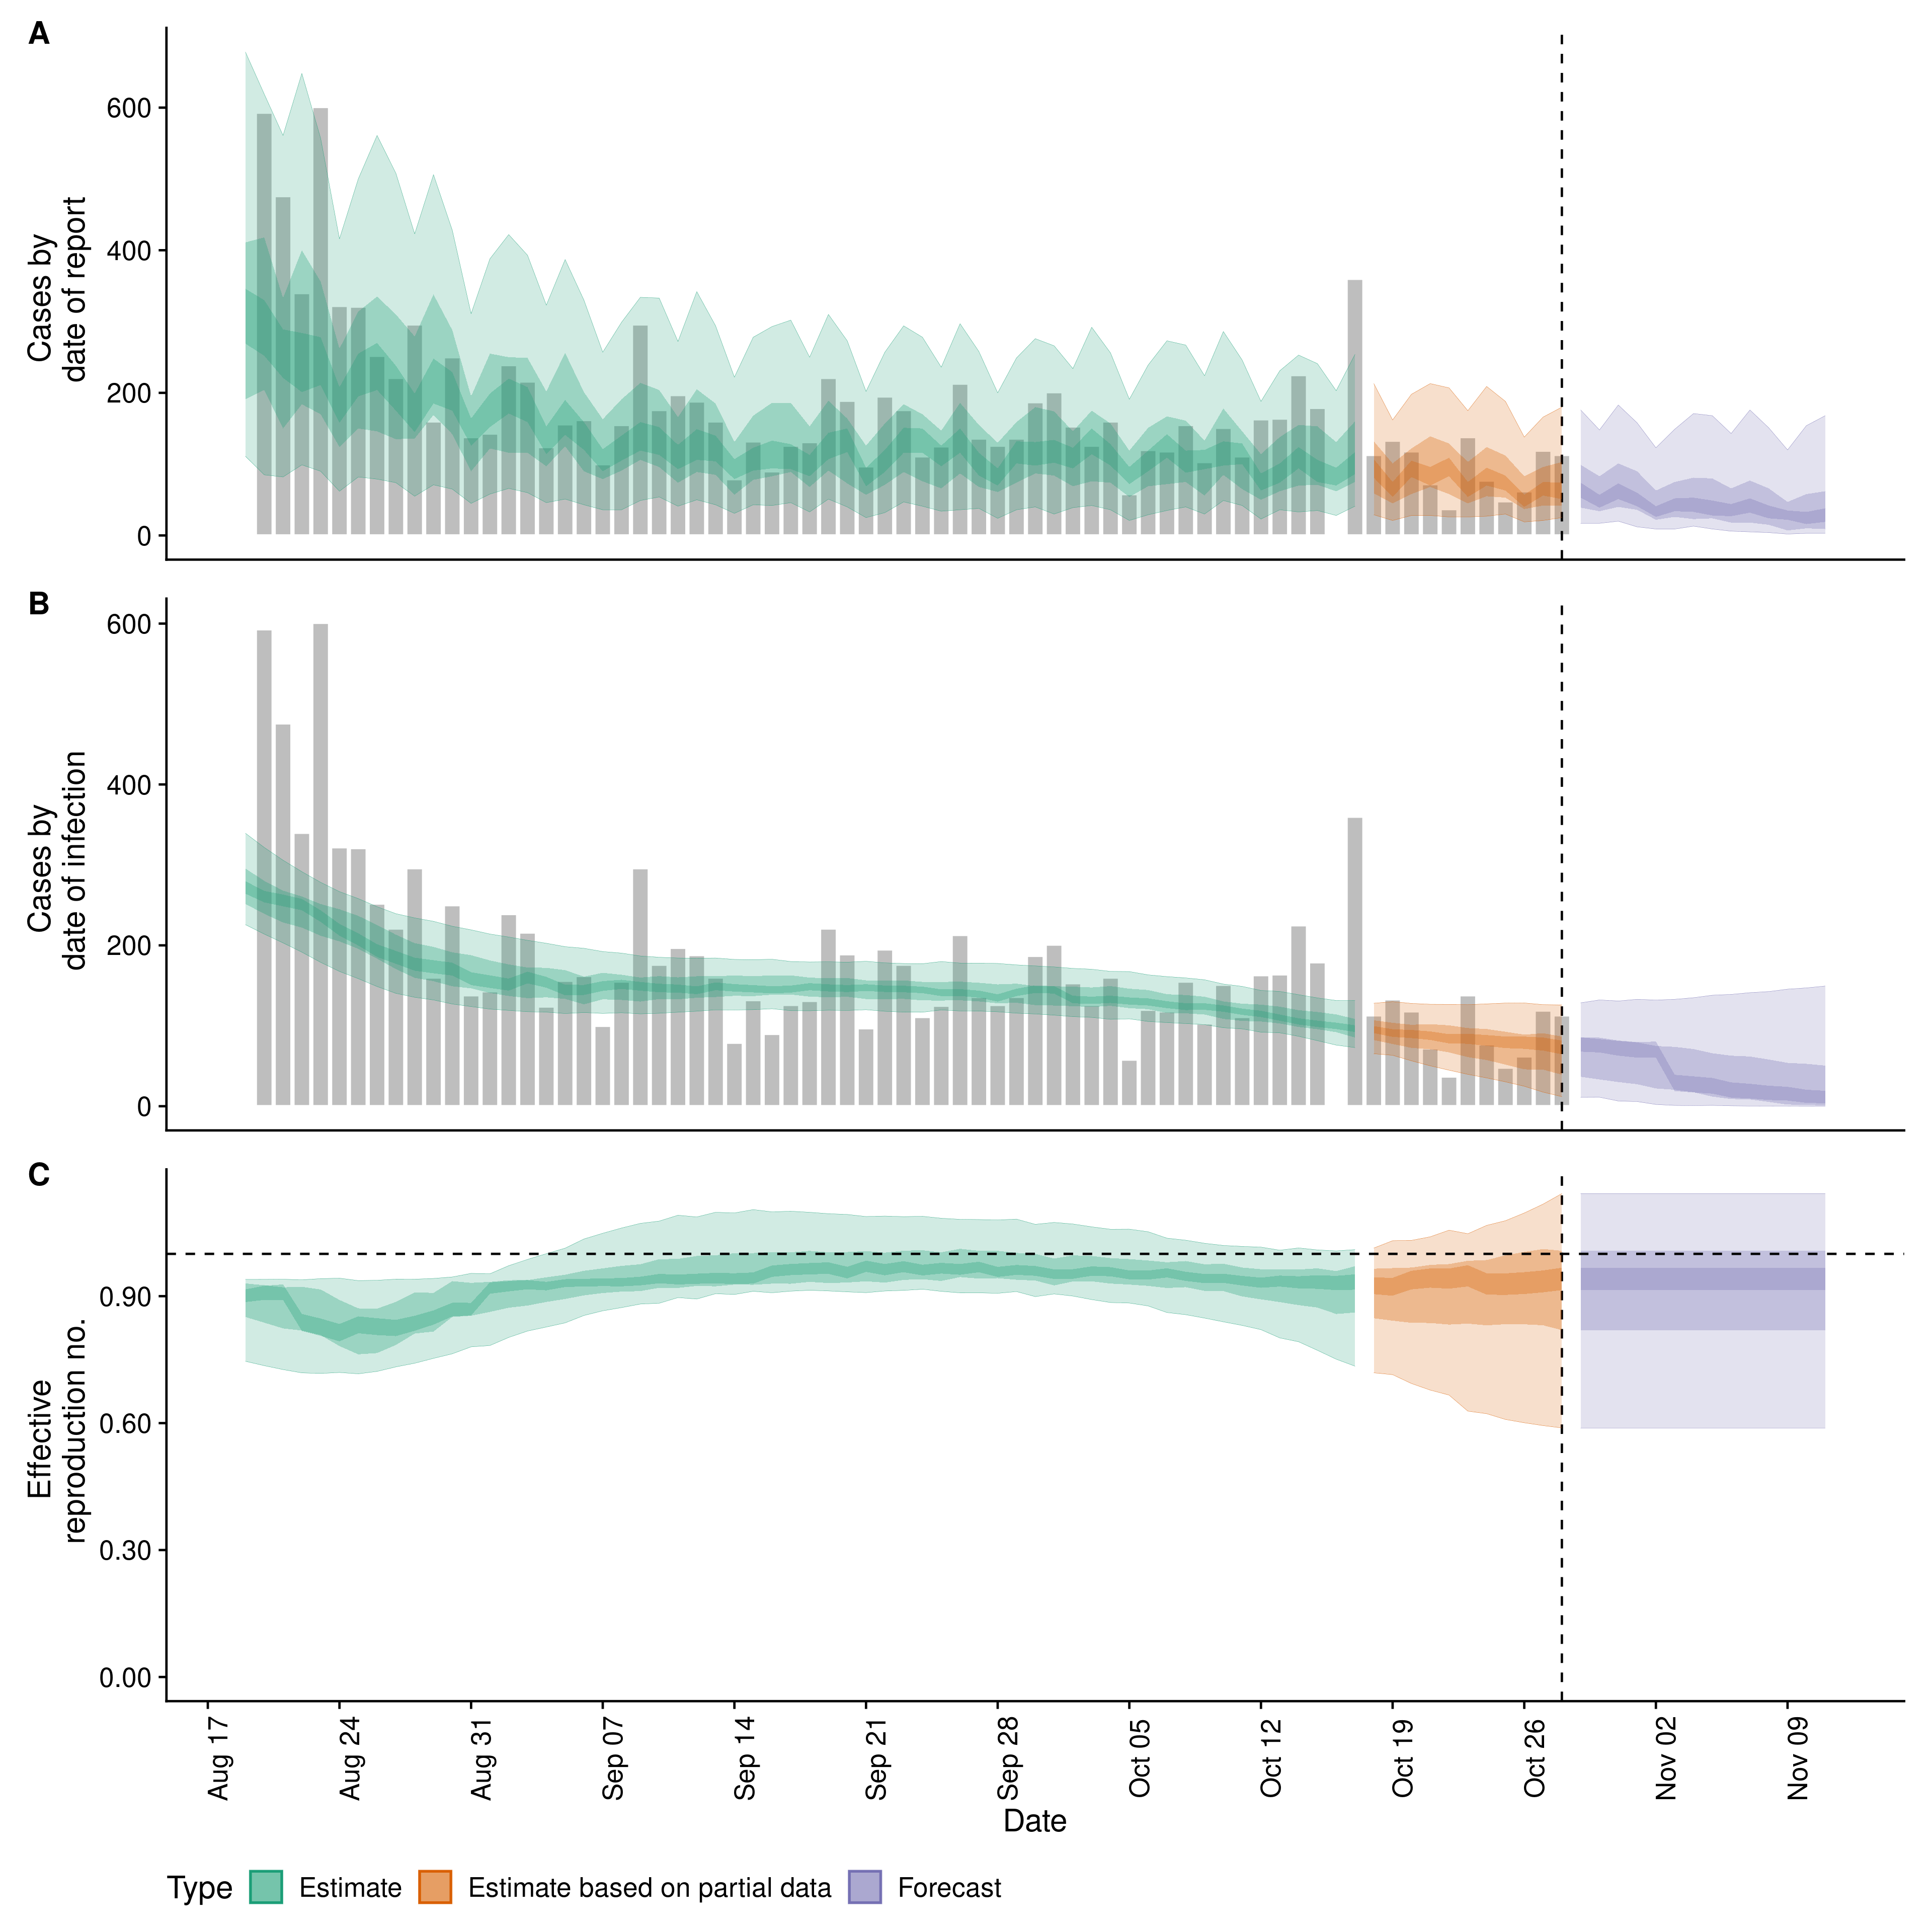 A
Cases by
date of report
600
400
200
0
B
Cases by
date of infection
600
400
200
0
C
Effective
reproduction no.
0.90
0.60
0.30
0.00
Aug 17
Aug 24
Aug 31
Sep 07
Sep 14
Sep 21
Sep 28
Oct 05
Oct 12
Oct 19
Oct 26
Nov 02
Nov 09
Date
Type
Estimate
Estimate based on partial data
Forecast